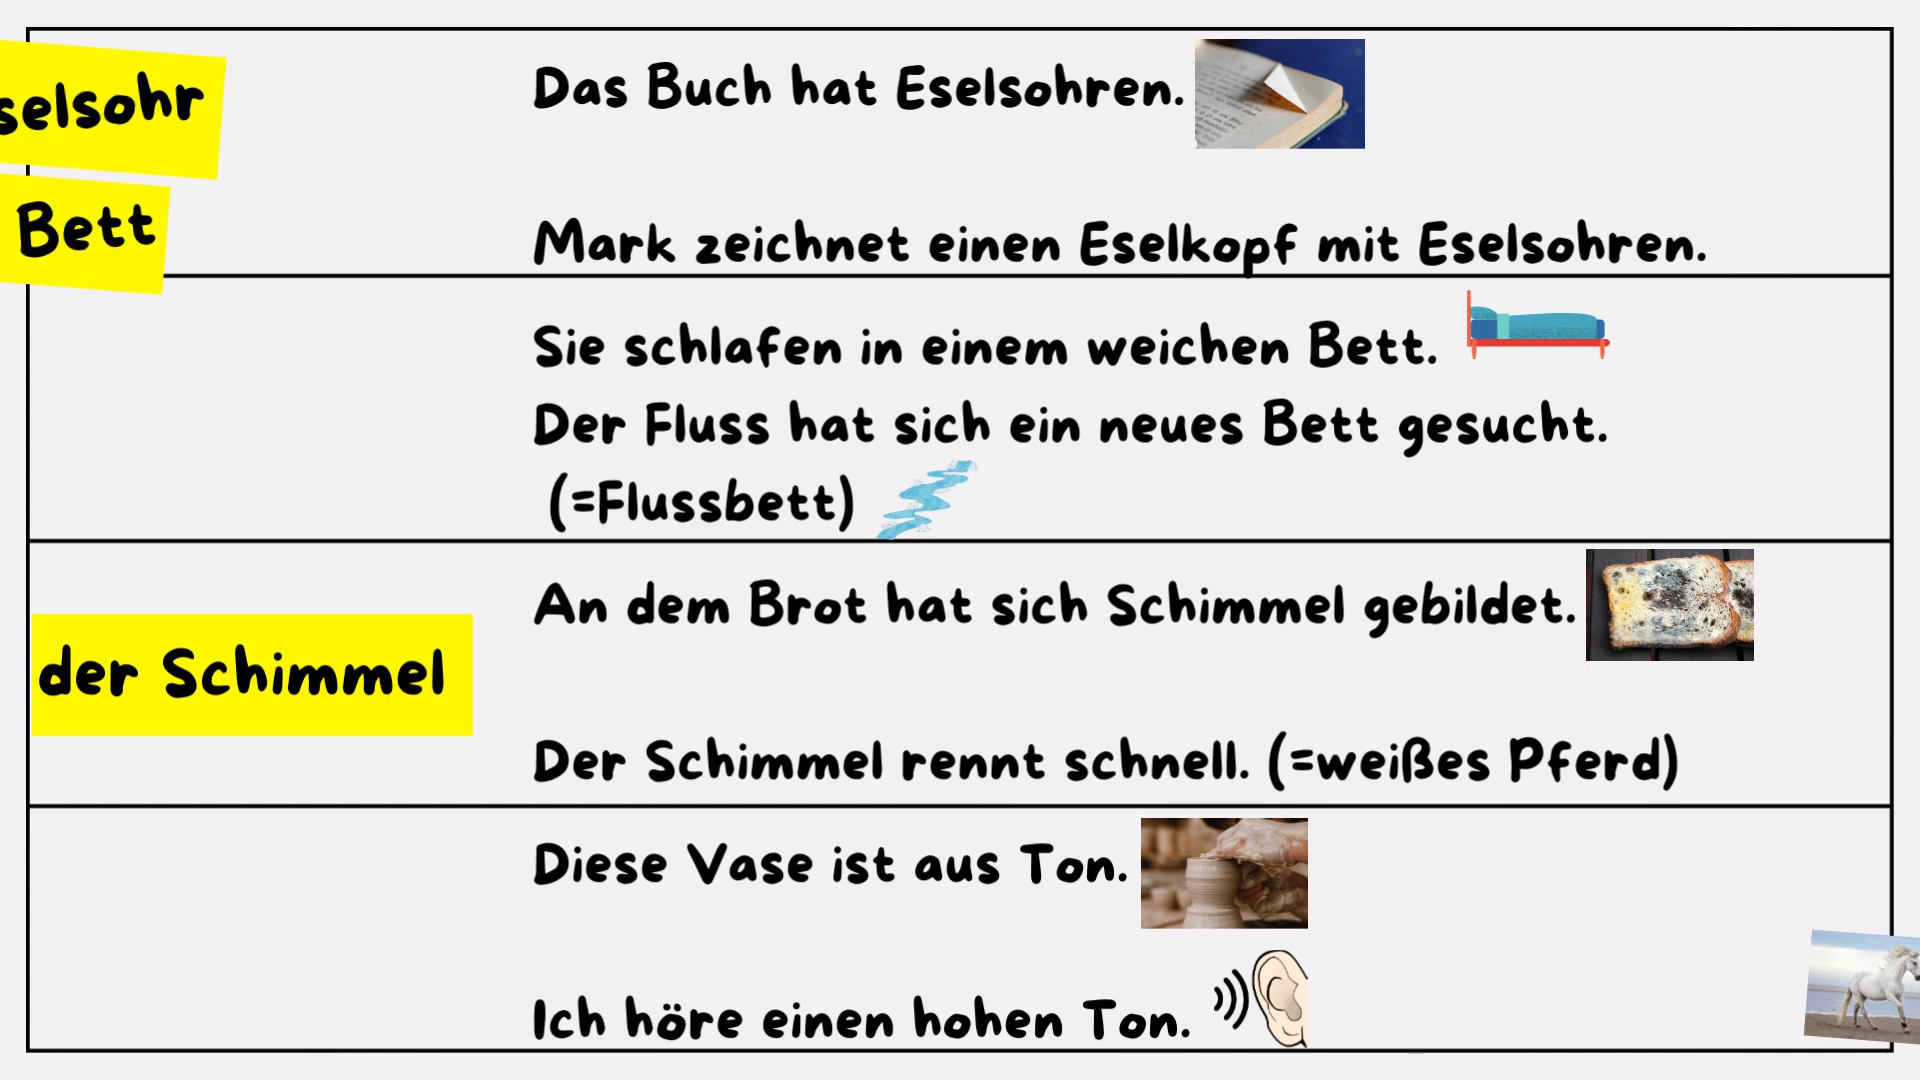 selsohr
Das Buch hat Eselsohren.
Bett
Mark zeichnet einen Eselkopf mit Eselsohren.
Sie schlafen in einem weichen Bett.
Der Fluss hat sich ein neues Bett gesucht.
(=Flussbett)
An dem Brot hat sich Schimmel gebildet.
der Schimmel
Der Schimmel rennt schnell. (=weißes Pferd)
Diese Vase ist aus Ton.
Ich höre einen hohen Ton.